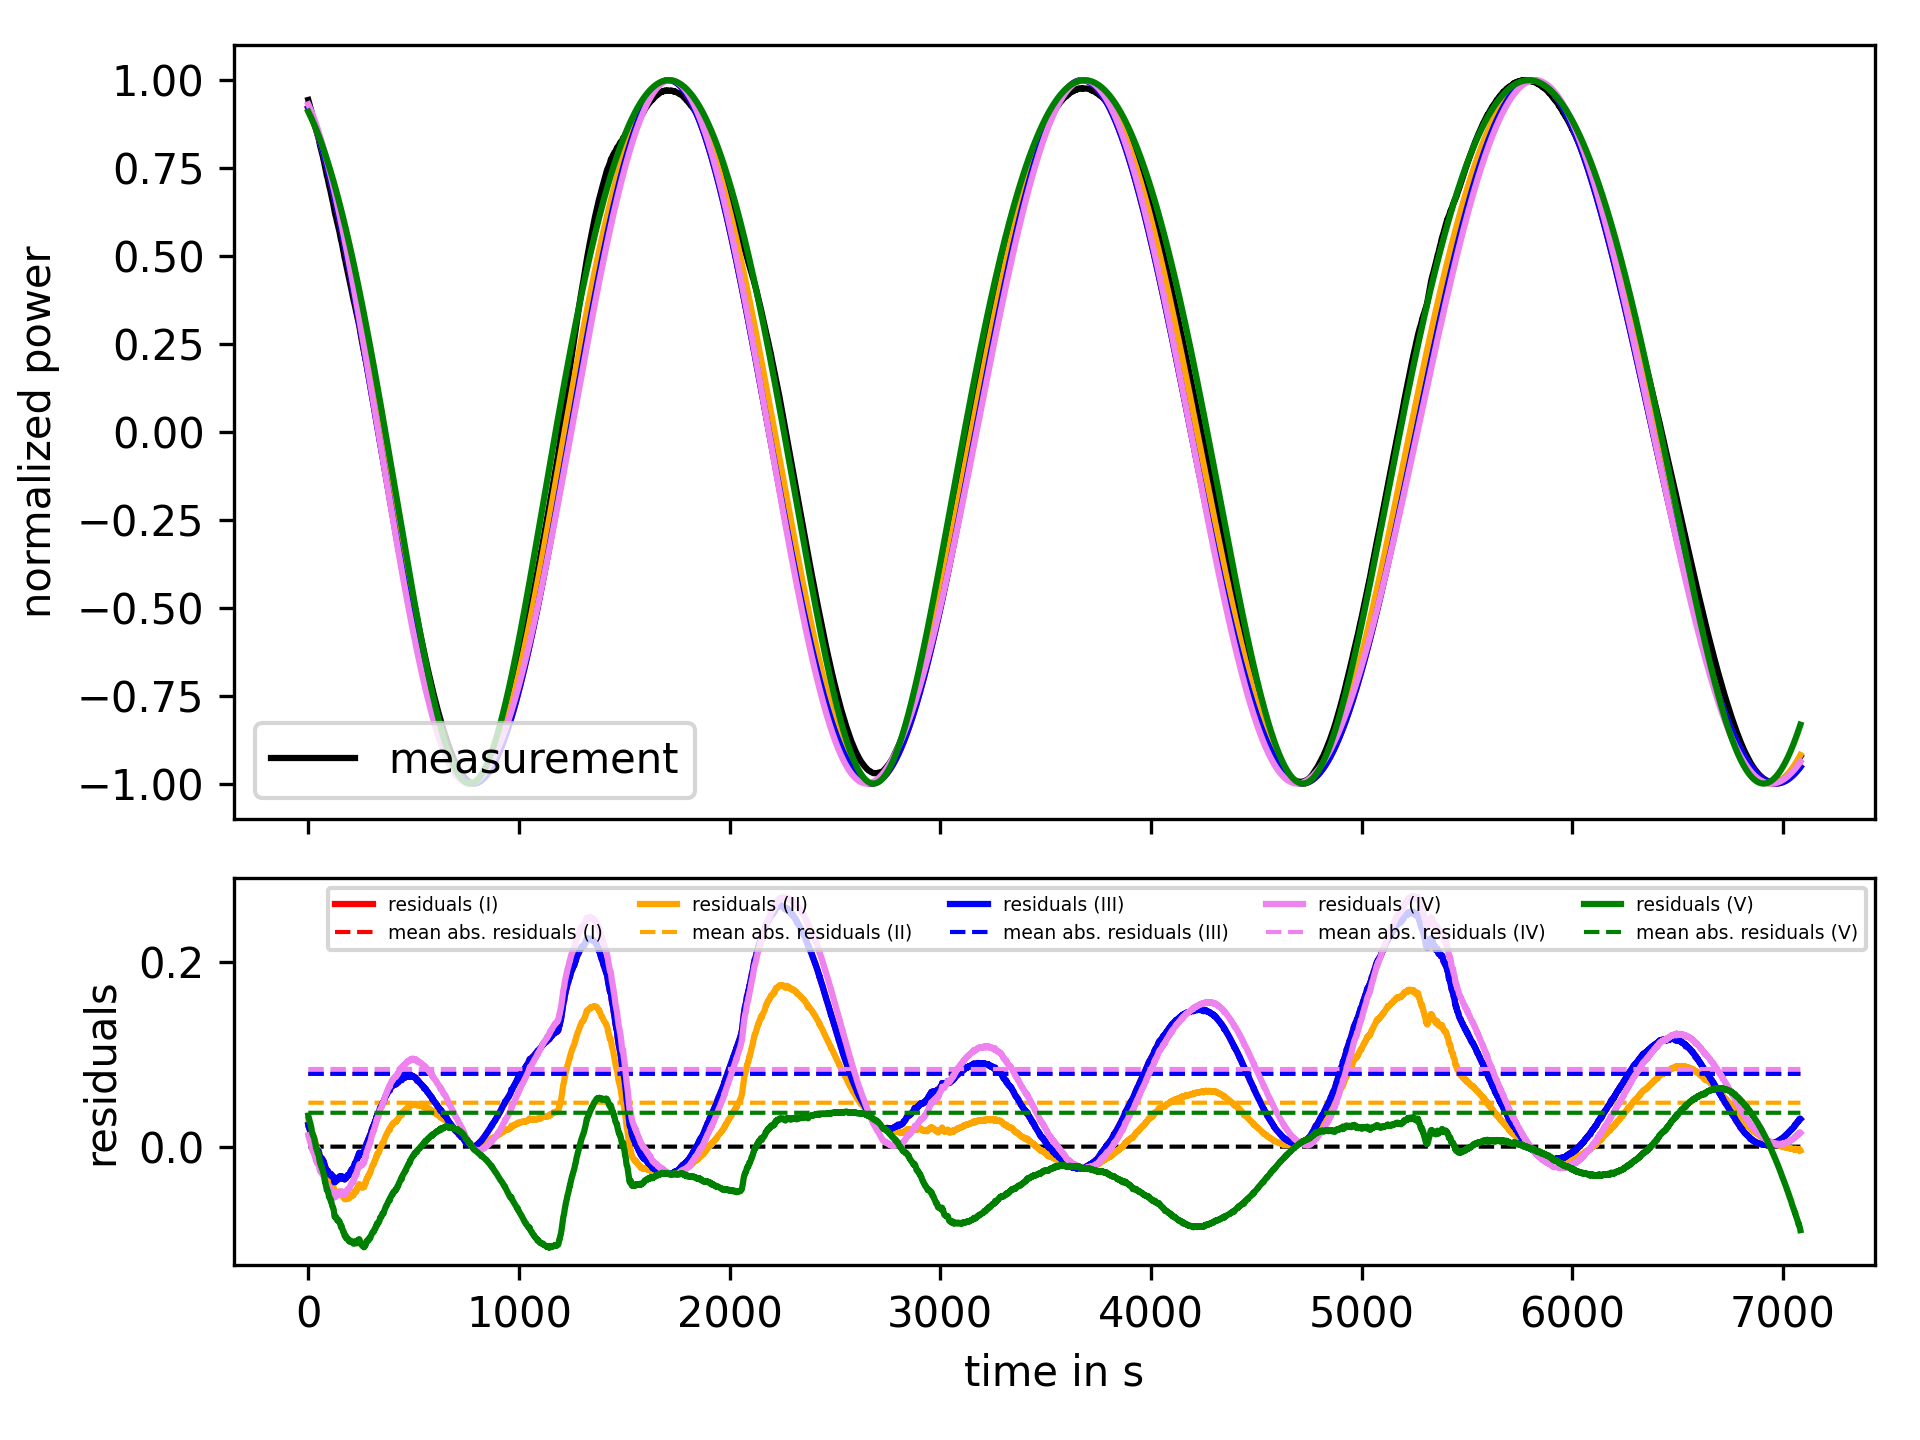 1.00
0.75
0.50
0.25
0.00
−0.25
−0.50
−0.75
−1.00
normalized power
measurement
residuals (I) residuals (II) residuals (III) residuals (IV) residuals (V)
mean abs. residuals (I) mean abs. residuals (II) mean abs. residuals (III) mean abs. residuals (IV) mean abs. residuals (V)
0.2
0.0
residuals
0 1000 2000 3000 4000 5000 6000 7000
time in s